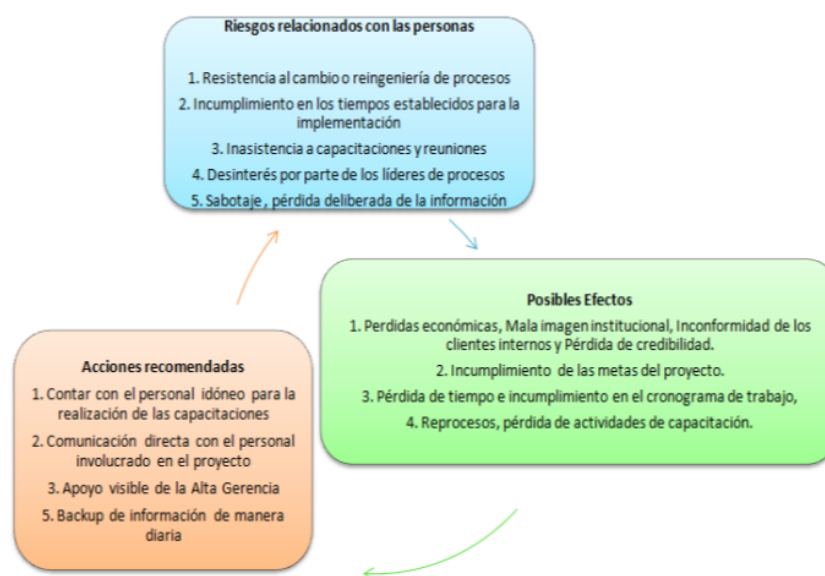 Riesgos relacionados con las personas
1. Resistencia al cambio o reingeniería de procesos
2. Incumplimiento en los tiempos establecidos para la
implementación
3. Inasistencia a capacitaciones y reuniones
4. Desinterés por parte de los líderes de procesos
5. Sabotaje, pérdida deliberada de la información
Posibles Efectos
1. Perdidas económicas, Mala imagen institucional, Inconformidad de los
clientes internos y Pérdida de credibilidad.
2. Incumplimiento de las metas del proyecto.
3. Pérdida de tiempo e incumplimiento en el cronograma de trabajo,
4. Reprocesos, pérdida de actividades de capacitación.
Acciones recomendadas
1. Contar con el personal idóneo para la
realización de las capacitaciones
2. Comunicación directa con el personal
involucrado en el proyecto
3. Apoyo visible de la Alta Gerencia
5. Backup de información de manera
diaria